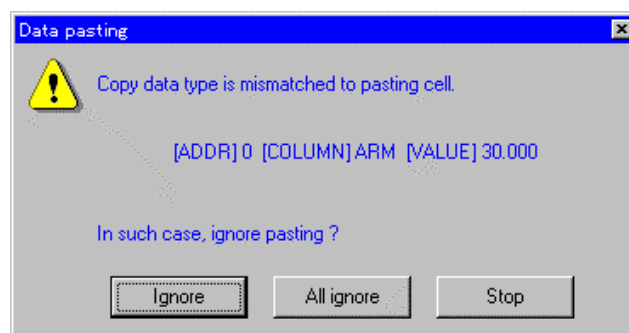 Data pasting
Copy data type is mismatched to pasting cell.
[ADDR] 0 [COLUMN] ARM [VALUE] 30.000
In such case, ignore pasting ?
Ignore All ignore Stop